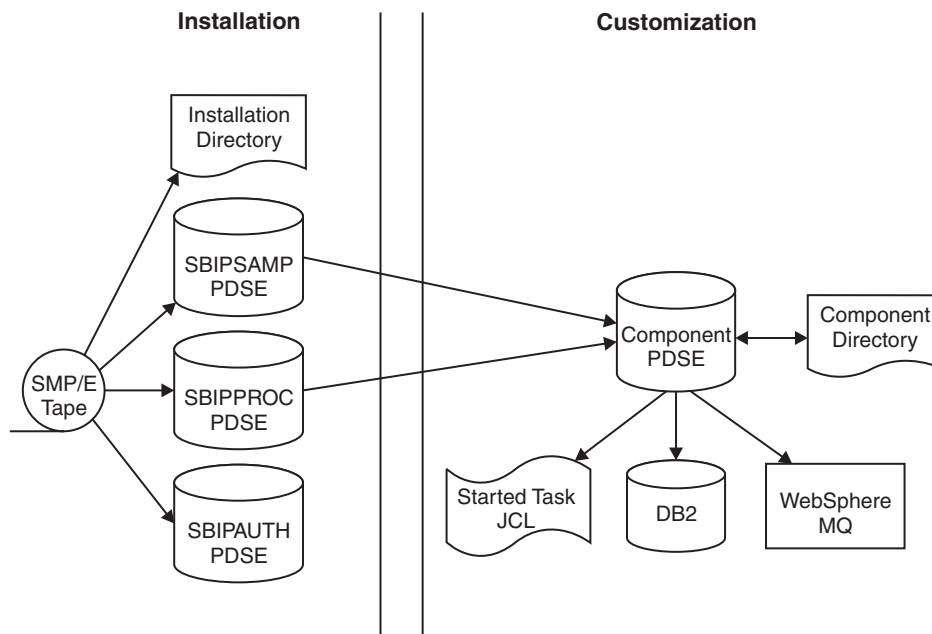 Installation
Customization
Installation
Directory
SBIPSAMP
PDSE
SMP/E
Tape
SBIPPROC
PDSE
SBIPAUTH
PDSE
Component
PDSE
Component
Directory
Started Task
JCL
DB2
WebSphere
MQ